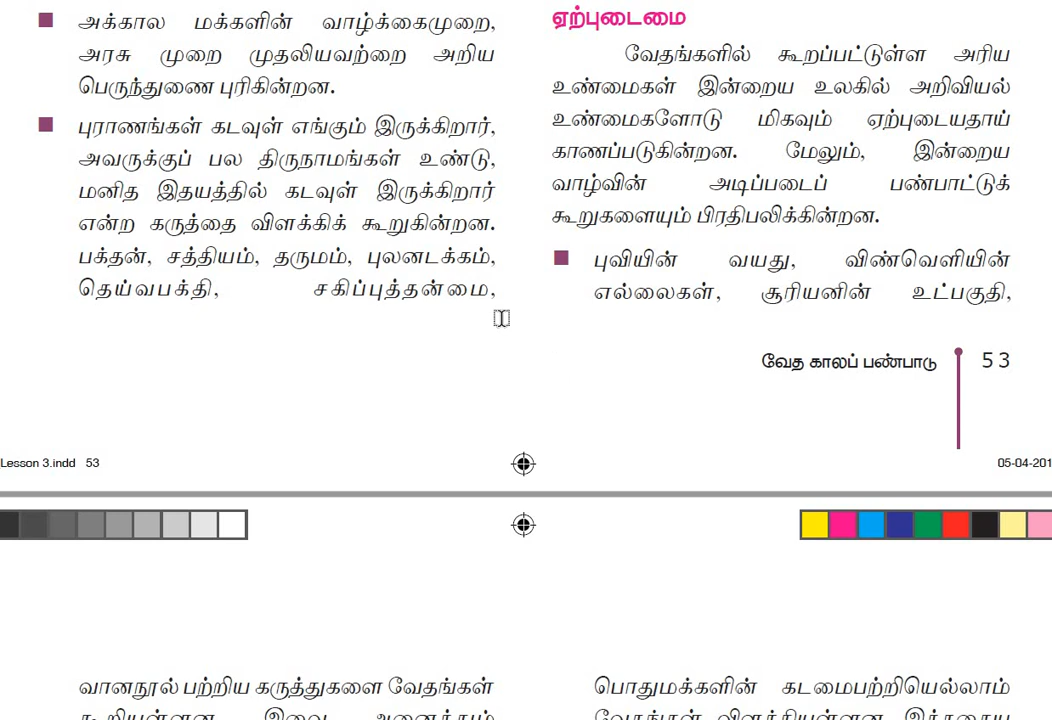 அக்கால மக்களின் வாழ்க்கைமுறை,
அரசு முறை முதலியவற்றை அறிய
பெருந்துணை புரிகின்றன.
புராணங்கள் கடவுள் எங்கும் இருக்கிறார்,
அவருக்குப் பல திருநாமங்கள் உண்டு,
மனித இதயத்தில் கடவுள் இருக்கிறார்
என்ற கருத்தை விளக்கிக் கூறுகின்றன.
பக்தன், சத்தியம், தருமம், புலனடக்கம்,
தெய்வபக்தி, சகிப்புத்தன்மை,
ஏற்புடைமை
வேதங்களில் கூறப்பட்டுள்ள அரிய
உண்மைகள் இன்றைய உலகில் அறிவியல்
உண்மைகளோடு மிகவும் ஏற்புடையதாய்
காணப்படுகின்றன. மேலும், இன்றைய
வாழ்வின் அடிப்படைப் பண்பாட்டுக்
கூறுகளையும் பிரதிபலிக்கின்றன.
புவியின் வயது, விண்வெளியின்
எல்லைகள், சூரியனின் உட்பகுதி,
வேத காலப் பண்பாடு 53
Lesson 3.indd 53
05-04-201
வானநூல் பற்றிய கருத்துகளை வேதங்கள்
பொதுமக்களின் கடமைபற்றியெல்லாம்